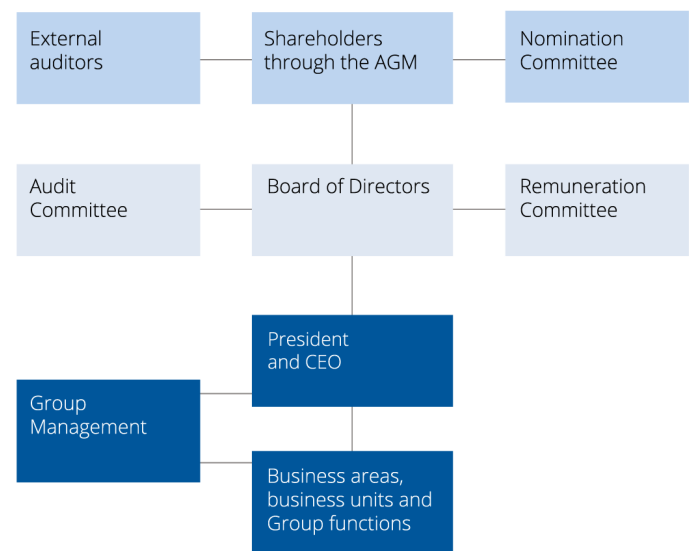 External
auditors
Shareholders
through the AGM
Nomination
Committee
Audit
Committee
Board of Directors
Remuneration
Committee
President
and CEO
Group
Management
Business areas,
business units and
Group functions